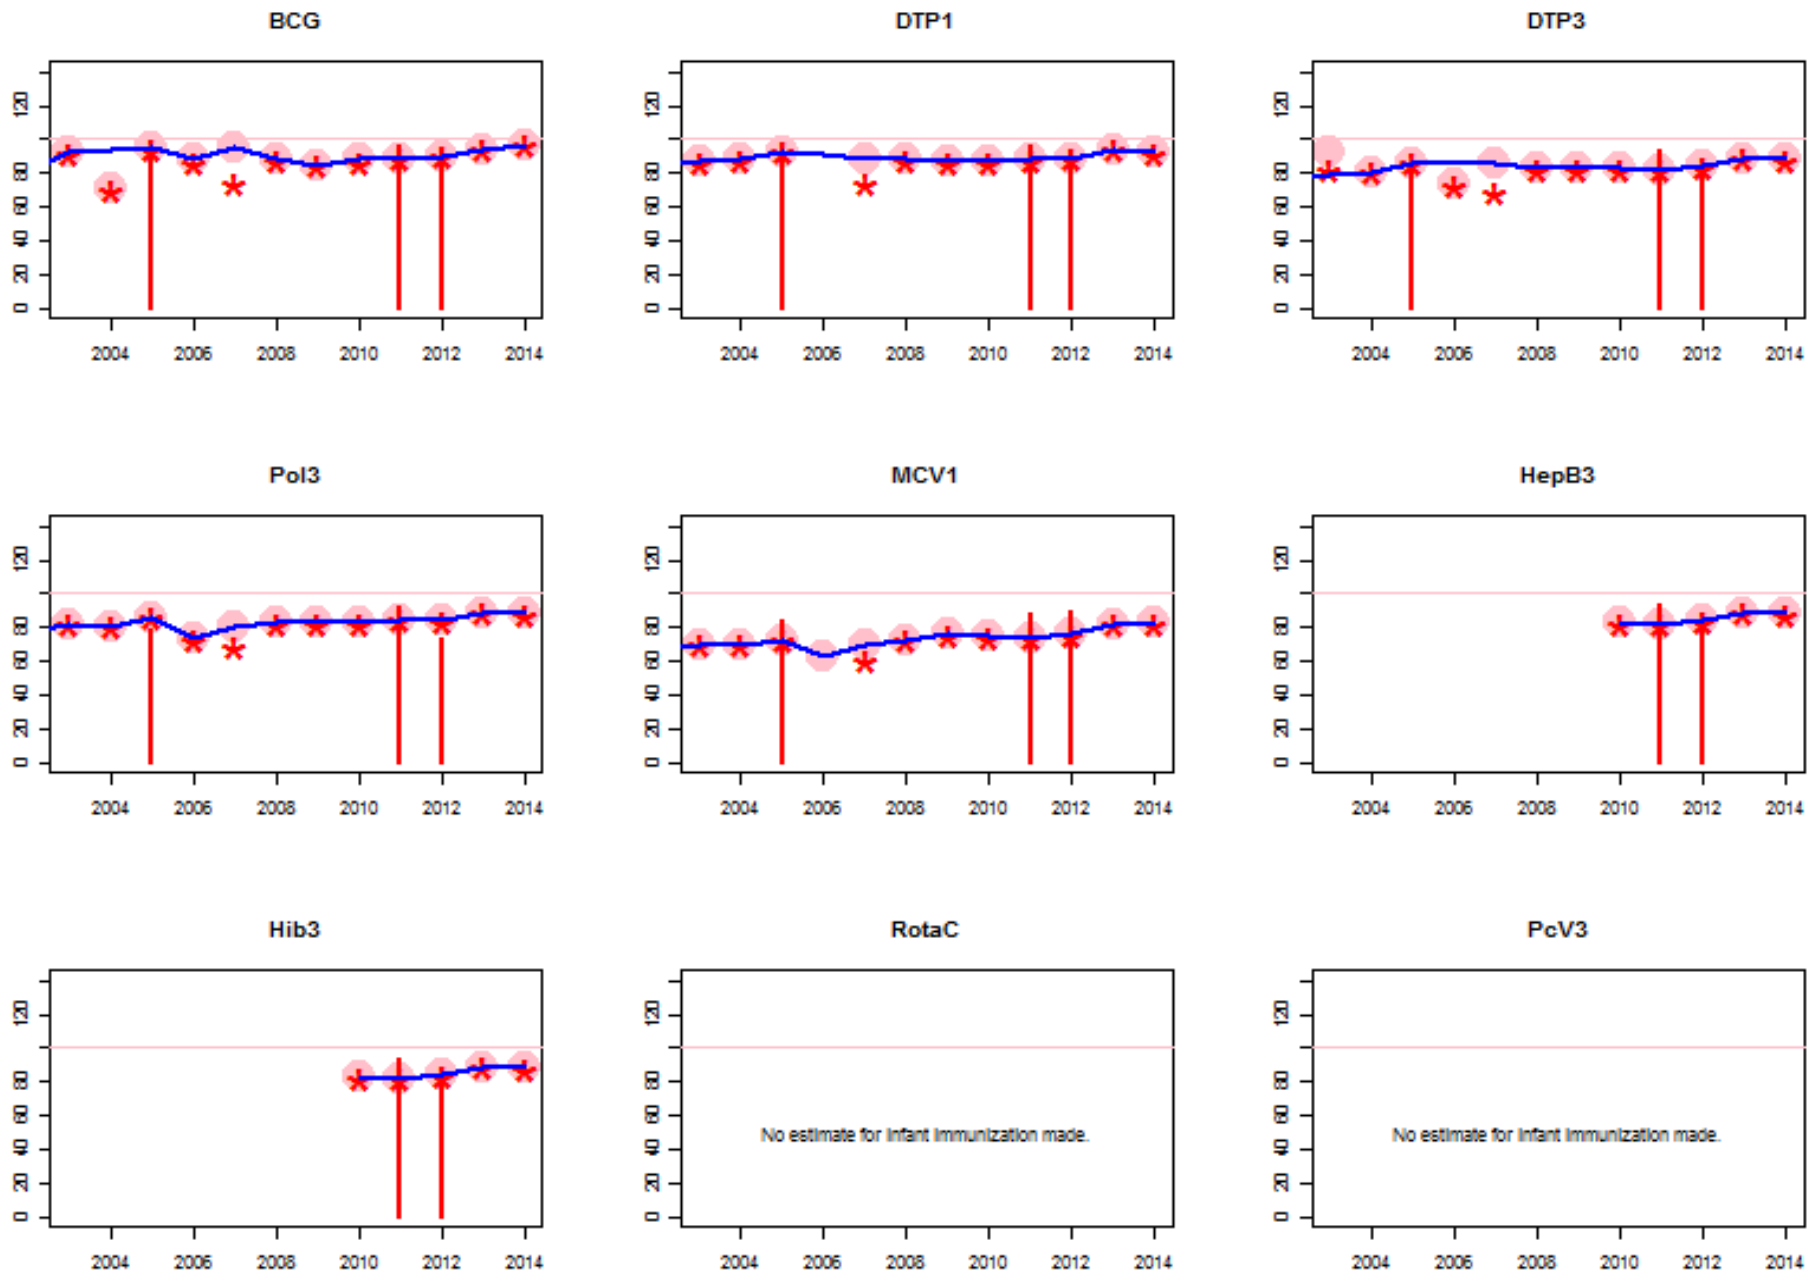 BCG DTP1 DTP3
120 120 120
80 80 80
60 60 60
40 40 40
20 20 20
0 0 0
2004 2006 2008 2010 2012 2014 2004 2006 2008 2010 2012 2014 2004 2006 2008 2010 2012 2014
Pol3 MCV1 HepB3
120 120 120
80 80 80
60 60 60
40 40 40
20 20 20
0 0 0
2004 2006 2008 2010 2012 2014 2004 2006 2008 2010 2012 2014 2004 2006 2008 2010 2012 2014
Hib3 RotaC PcV3
120 120 120
80 80 80
60 60 60
No estimate for infant immunization made. No estimate for infant immunization made.
40 40 40
20 20 20
0 0 0
2004 2006 2008 2010 2012 2014 2004 2006 2008 2010 2012 2014 2004 2006 2008 2010 2012 2014